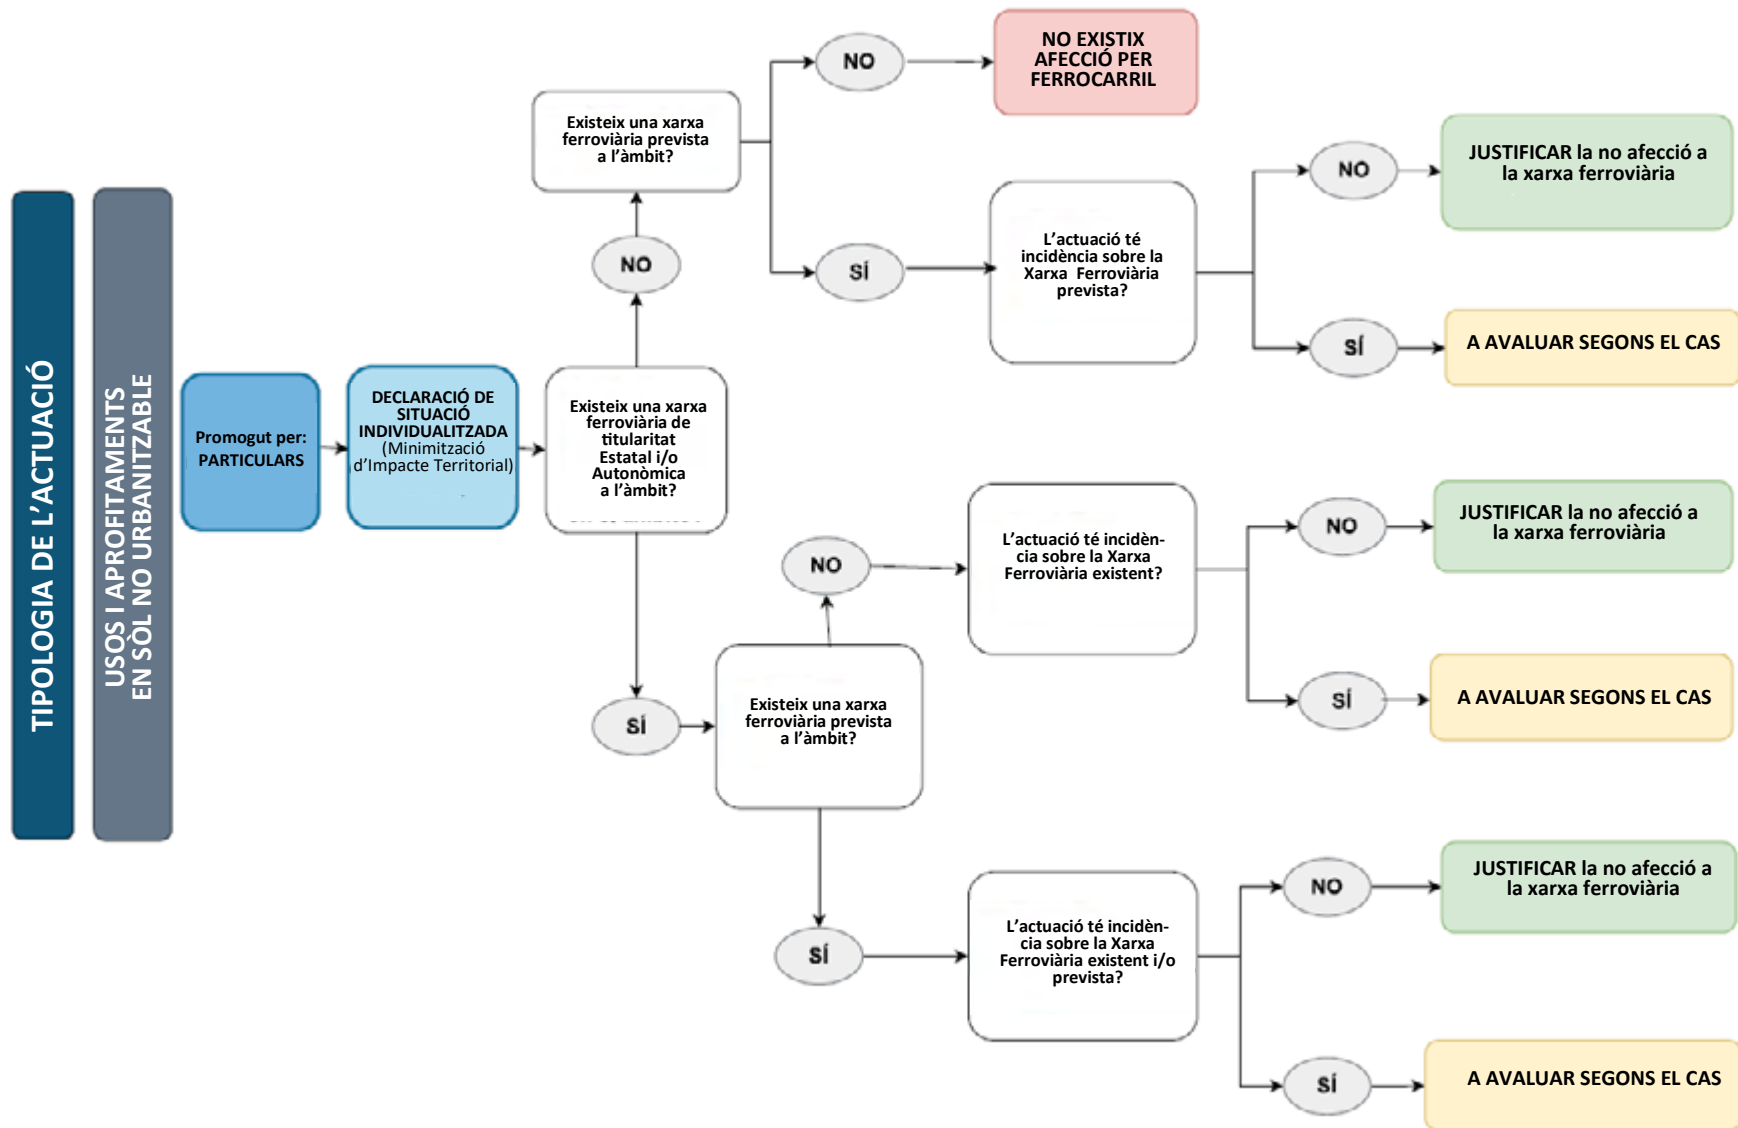 TIPOLOGIA DE L'ACTUACIÓ
USOS I APROFITAMENTS
EN SÒL NO URBANITZABLE
Promogut per:
PARTICULARS
DECLARACIÓ DE
SITUACIÓ
INDIVIDUALITZADA
(Minimització
d'Impacte Territorial)
Existeix una xarxa
ferroviària de
titularitat
Estatal i/o
Autonòmica
a l'àmbit?
NO
Existeix una xarxa
ferroviària prevista
a l'àmbit?
NO
NO EXISTIX
AFECCIÓ PER
FERROCARRIL
SÍ
L'actuació té
incidència sobre la
Xarxa Ferroviària
prevista?
NO
JUSTIFICAR la no afecció a
la xarxa ferroviària
SÍ
A AVALUAR SEGONS EL CAS
SÍ
Existeix una xarxa
ferroviària prevista
a l'àmbit?
NO
L'actuació té incidèn-
cia sobre la Xarxa
Ferroviària existent?
NO
JUSTIFICAR la no afecció a
la xarxa ferroviària
SÍ
A AVALUAR SEGONS EL CAS
SÍ
L'actuació té incidèn-
cia sobre la Xarxa
Ferroviària existent i/o
prevista?
NO
JUSTIFICAR la no afecció a
la xarxa ferroviària
SÍ
A AVALUAR SEGONS EL CAS